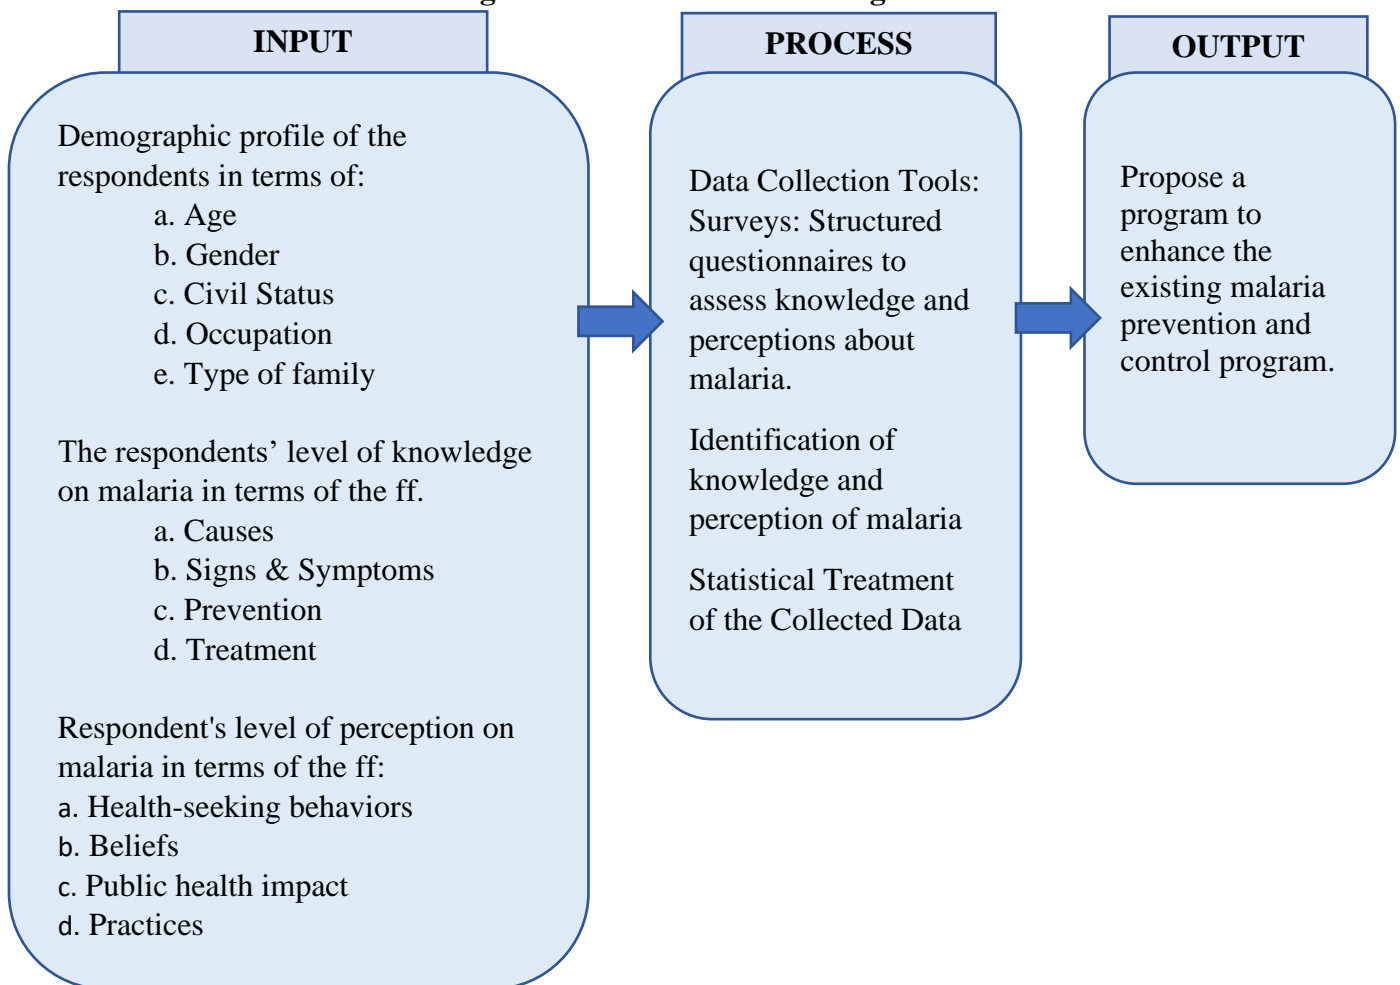 INPUT
Demographic profile of the
respondents in terms of:
a. Age
b. Gender
c. Civil Status
d. Occupation
e. Type of family
The respondents’ level of knowledge
on malaria in terms of the ff.
a. Causes
b. Signs & Symptoms
c. Prevention
d. Treatment
Respondent's level of perception on
malaria in terms of the ff:
a. Health-seeking behaviors
b. Beliefs
c. Public health impact
d. Practices
PROCESS
Data Collection Tools:
Surveys: Structured
questionnaires to
assess knowledge and
perceptions about
malaria.
Identification of
knowledge and
perception of malaria
Statistical Treatment
of the Collected Data
OUTPUT
Propose a
program to
enhance the
existing malaria
prevention and
control program.